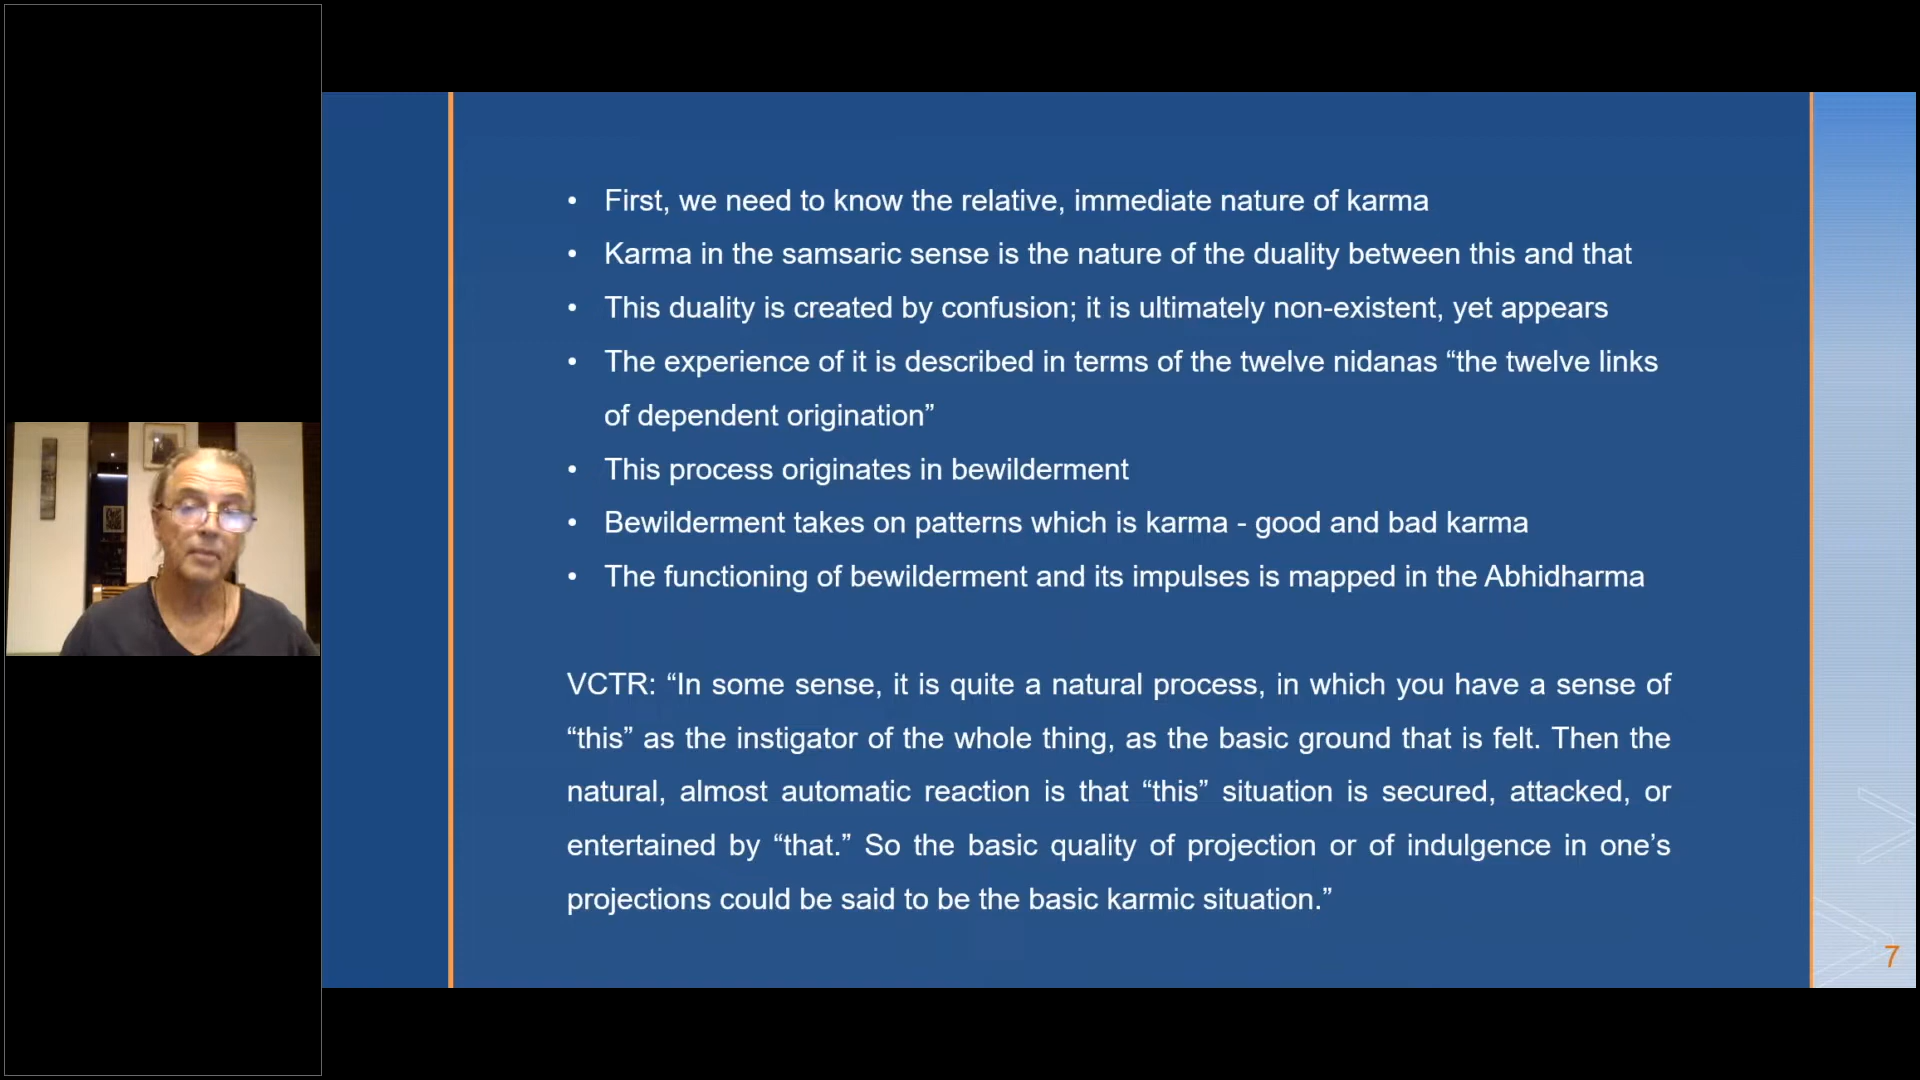 • First, we need to know the relative, immediate nature of karma
• Karma in the samsaric sense is the nature of the duality between this and that
• This duality is created by confusion; it is ultimately non-existent, yet appears
• The experience of it is described in terms of the twelve nidanas “the twelve links
of dependent origination”
• This process originates in bewilderment
• Bewilderment takes on patterns which is karma - good and bad karma
• The functioning of bewilderment and its impulses is mapped in the Abhidharma
VCTR: “In some sense, it is quite a natural process, in which you have a sense of
“this” as the instigator of the whole thing, as the basic ground that is felt. Then the
natural, almost automatic reaction is that “this” situation is secured, attacked, or
entertained by “that.” So the basic quality of projection or of indulgence in one’s
projections could be said to be the basic karmic situation.”
7